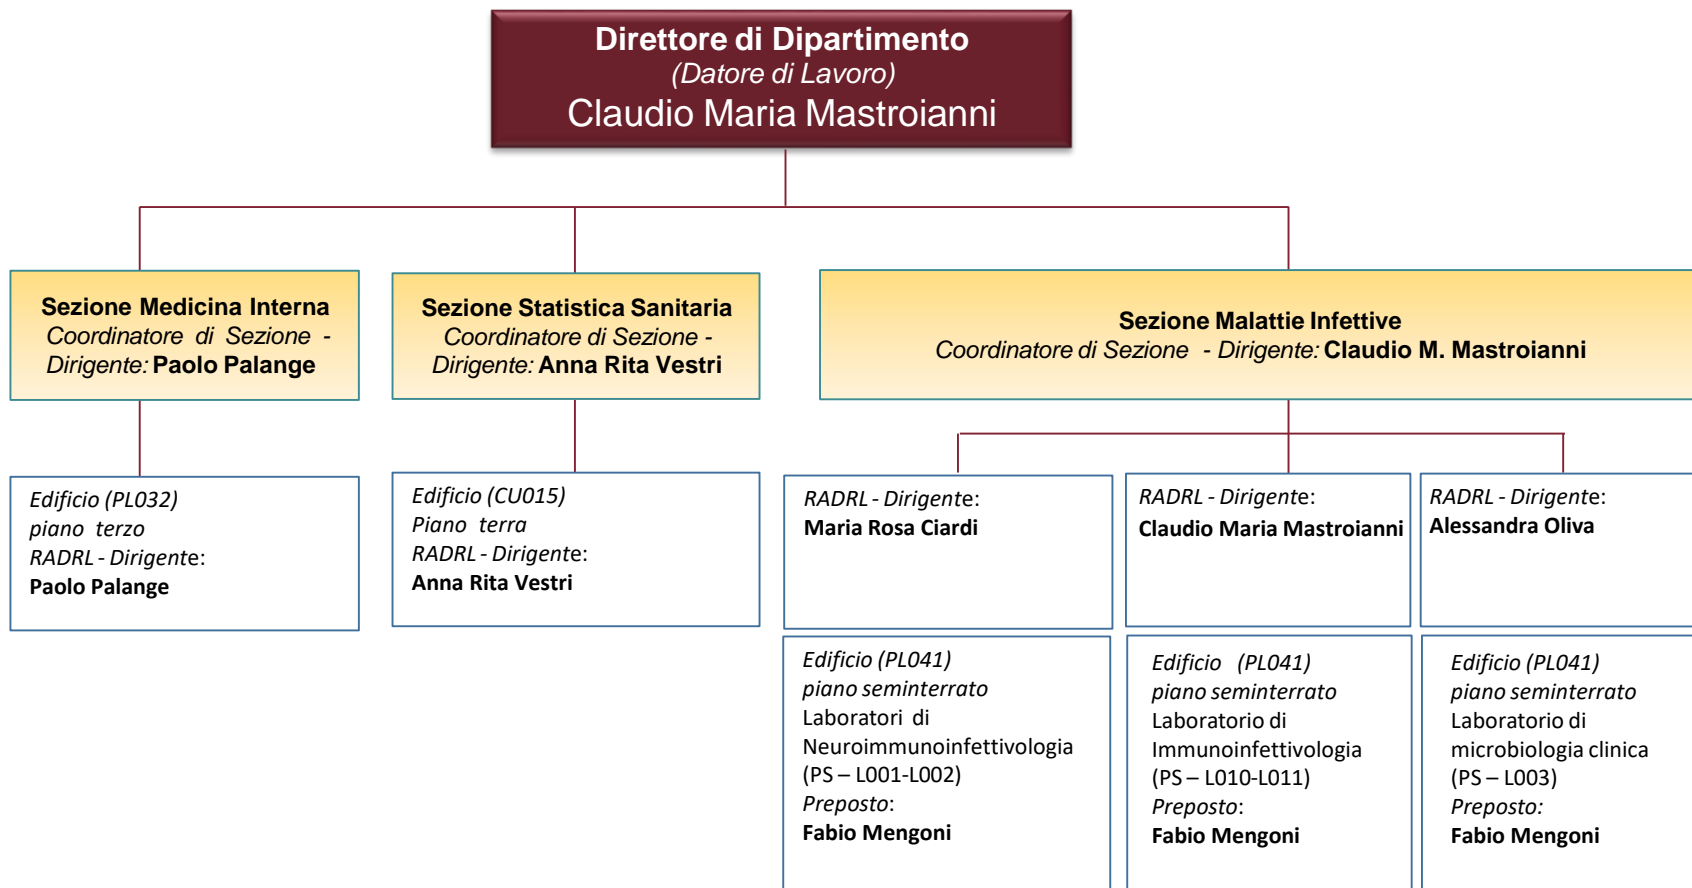 Direttore di Dipartimento
(Datore di Lavoro)
Claudio Maria Mastroianni
Sezione Medicina Interna
Coordinatore di Sezione -
Dirigente: Paolo Palange
Sezione Statistica Sanitaria
Coordinatore di Sezione -
Dirigente: Anna Rita Vestri
Sezione Malattie Infettive
Coordinatore di Sezione - Dirigente: Claudio M. Mastroianni
Edificio (PL032)
piano terzo
RADRL - Dirigente:
Paolo Palange
Edificio (CU015)
Piano terra
RADRL - Dirigente:
Anna Rita Vestri
RADRL - Dirigente:
Maria Rosa Ciardi
RADRL - Dirigente:
Claudio Maria Mastroianni
RADRL - Dirigente:
Alessandra Oliva
Edificio (PL041)
piano seminterrato
Laboratori di
Neuroimmunoinfettivologia
(PS – L001-L002)
Preposto:
Fabio Mengoni
Edificio (PL041)
piano seminterrato
Laboratorio di
Immunoinfettivologia
(PS – L010-L011)
Preposto:
Fabio Mengoni
Edificio (PL041)
piano seminterrato
Laboratorio di
microbiologia clinica
(PS – L003)
Preposto:
Fabio Mengoni